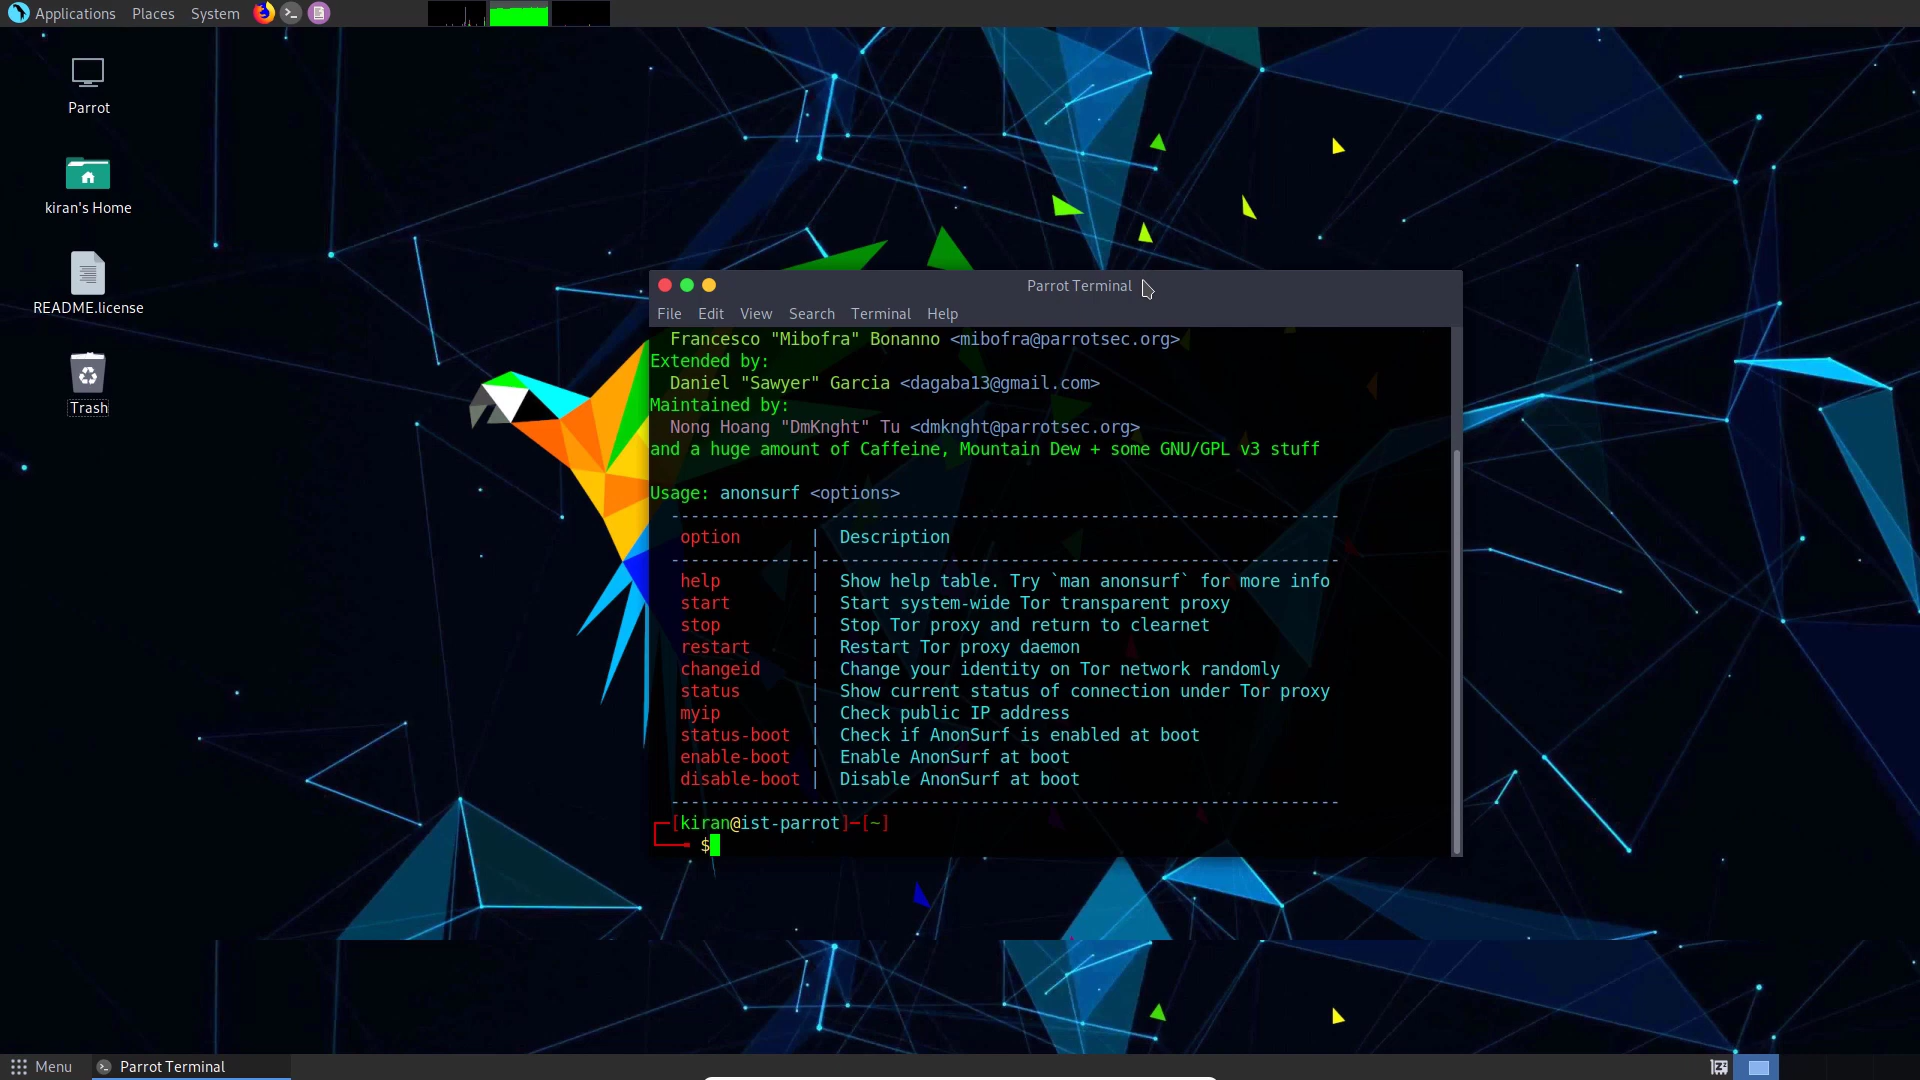 Applications Places System
Parrot
kiran's Home
README.license
Trash
Parrot Terminal
File Edit View Search Terminal Help
Francesco "Mibofra" Bonanno <mibofra@parrotsec.org>
Extended by:
Daniel "Sawyer" Garcia <dagaba13@gmail.com>
Maintained by:
Nong Hoang "DmKnght" Tu <dmknght@parrotsec.org>
and a huge amount of Caffeine, Mountain Dew + some GNU/GPL v3 stuff
Usage: anonsurf <options>
-------------------------------------------------------------------
option | Description
--------------|----------------------------------------------------
help | Show help table. Try `man anonsurf` for more info
start | Start system-wide Tor transparent proxy
stop | Stop Tor proxy and return to clearnet
restart | Restart Tor proxy daemon
changeid | Change your identity on Tor network randomly
status | Show current status of connection under Tor proxy
myip | Check public IP address
status-boot | Check if AnonSurf is enabled at boot
enable-boot | Enable AnonSurf at boot
disable-boot | Disable AnonSurf at boot
-------------------------------------------------------------------
┌─[kiran@ist-parrot]─[~]
└──╼ $
Menu Parrot Terminal